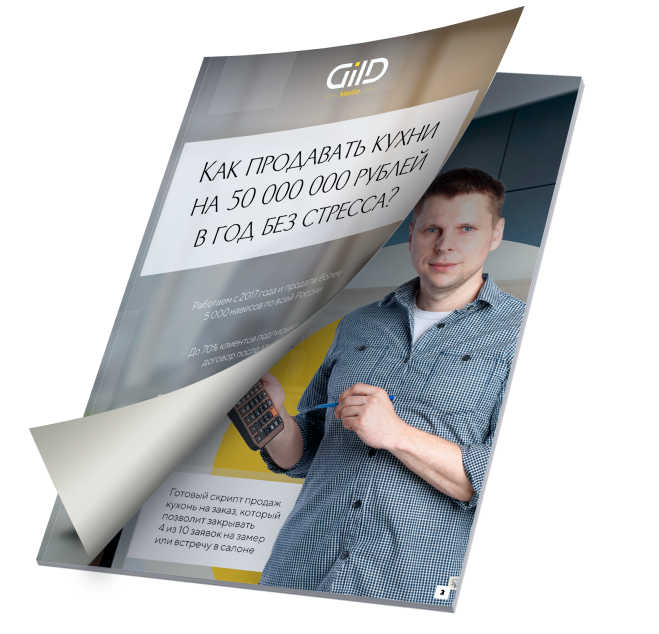 GilD
Media
Как продавать кухни
на 50 000 000 рублей
в год без стресса?
Работаем с 2017 года и продали более
5 000 навесов по всей России
До 70% клиентов
договор после
Готовый скрипт продаж
кухонь на заказ, который
позволит закрывать
4 из 10 заявок на замер
или встречу в салоне
3